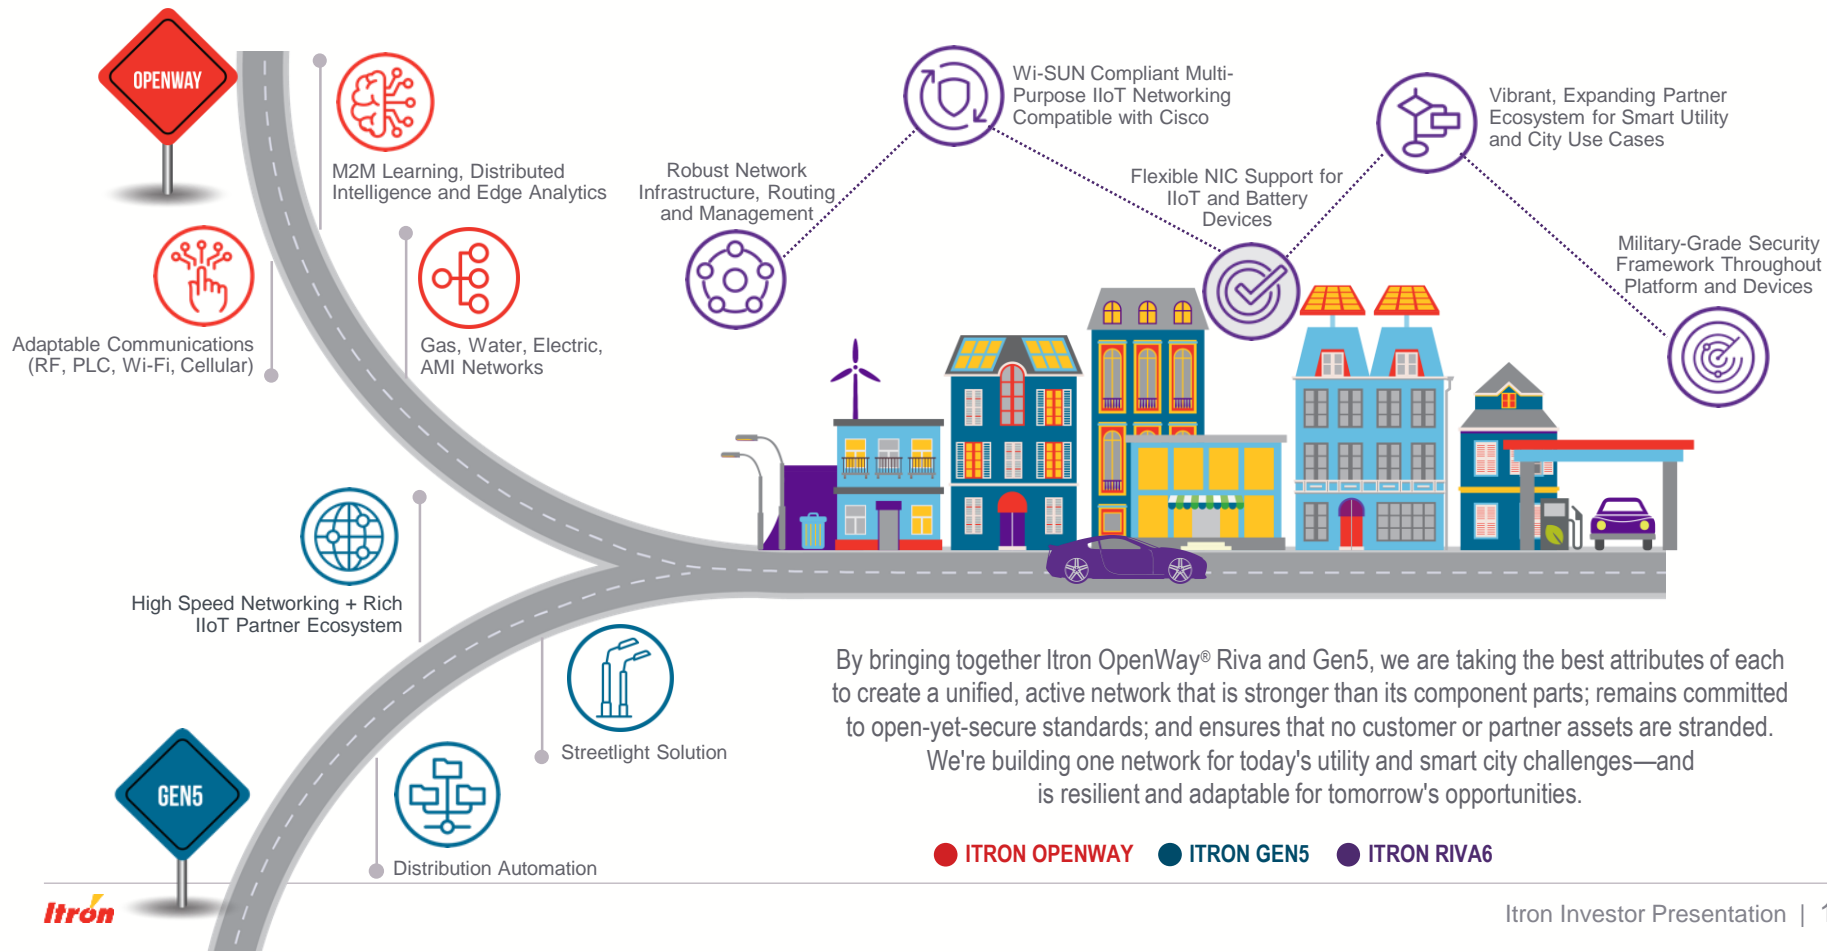 OPENWAY
M2M Learning, Distributed
Intelligence and Edge Analytics
Adaptable Communications
(RF, PLC, Wi-Fi, Cellular)
Gas, Water, Electric,
AMI Networks
Robust Network
Infrastructure, Routing
and Management
Wi-SUN Compliant Multi-
Purpose IIoT Networking
Compatible with Cisco
Flexible NIC Support for
IIoT and Battery
Devices
Vibrant, Expanding Partner
Ecosystem for Smart Utility
and City Use Cases
Military-Grade Security
Framework Throughout
Platform and Devices
High Speed Networking + Rich
IIoT Partner Ecosystem
Streetlight Solution
GEN5
Distribution Automation
By bringing together Itron OpenWay® Riva and Gen5, we are taking the best attributes of each
to create a unified, active network that is stronger than its component parts; remains committed
to open-yet-secure standards; and ensures that no customer or partner assets are stranded.
We're building one network for today's utility and smart city challenges—and
is resilient and adaptable for tomorrow's opportunities.
ITRON OPENWAY ITRON GEN5 ITRON RIVA6
Itron
Itron Investor Presentation |